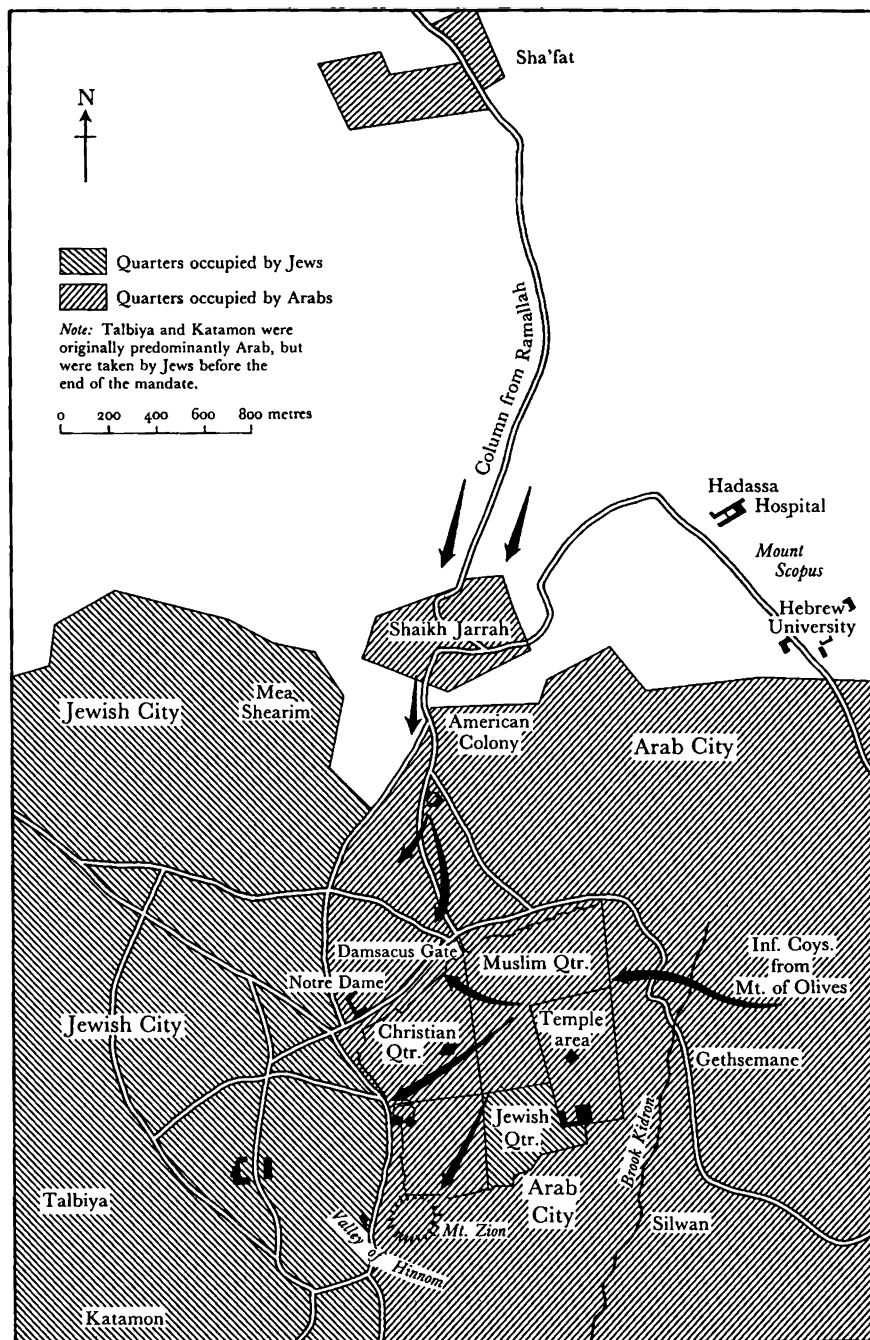 Sha'fat
N
Quarters occupied by Jews
Quarters occupied by Arabs
Note: Talbiya and Katamon were
originally predominantly Arab, but
were taken by Jews before the
end of the mandate.
0 200 400 600 800 metres
Column from Ramallah
Hadassa
Hospital
Mount
Scopus
Hebrew
University
Shaikh Jarrah
Mea
Shearim
Jewish City
American
Colony
Arab City
Damsacus Gate
Muslim Qtr.
Inf. Coys.
from
Mt. of Olives
Notre Dame
Jewish City
Christian
Qtr.
Temple
area
Gethsemane
Jewish
Qtr.
Brook Kidron
Talbiya
Arab
City
Mt. Zion
Silwan
Valley of Hinnom
Katamon